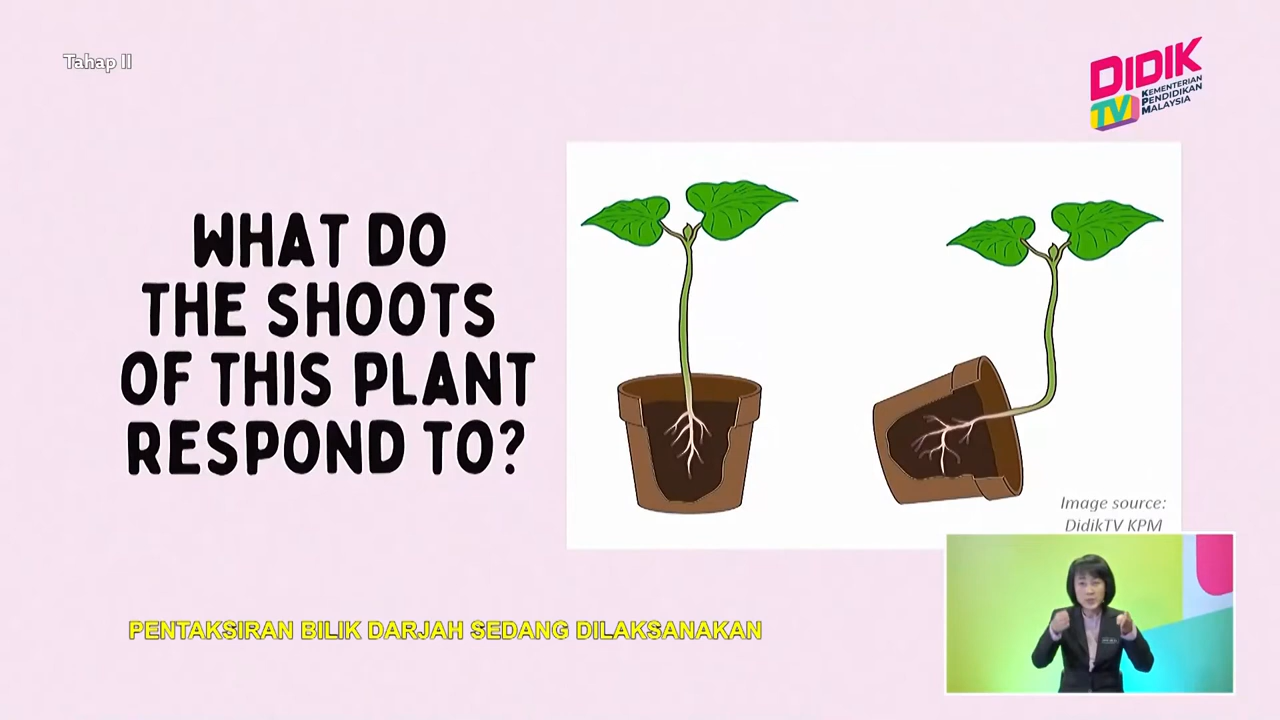 Tahap II
DIDIK
TV
KEMENTERIAN
PENDIDIKAN
MALAYSIA
WHAT DO
THE SHOOTS
OF THIS PLANT
RESPOND TO?
Image source:
DidikTV KPM
PENTAKSIRAN BILIK DARJAH SEDANG DILAKSANAKAN